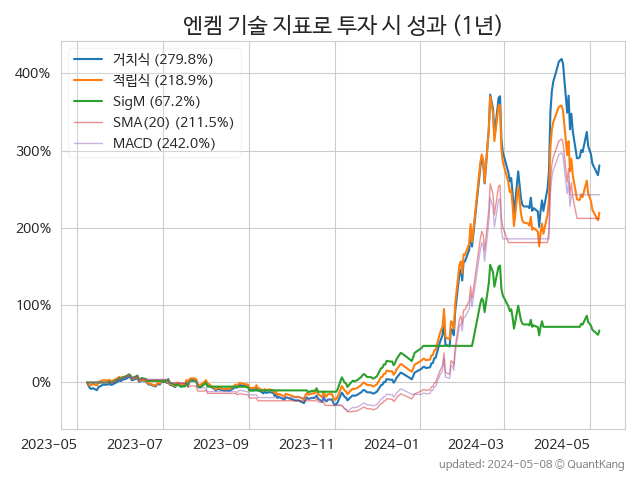 엔켐 기술 지표로 투자 시 성과 (1년)
거치식 (279.8%)
적립식 (218.9%)
SigM (67.2%)
SMA(20) (211.5%)
MACD (242.0%)
400%
300%
200%
100%
0%
2023-05 2023-07 2023-09 2023-11 2024-01 2024-03 2024-05
updated: 2024-05-08 © QuantKang